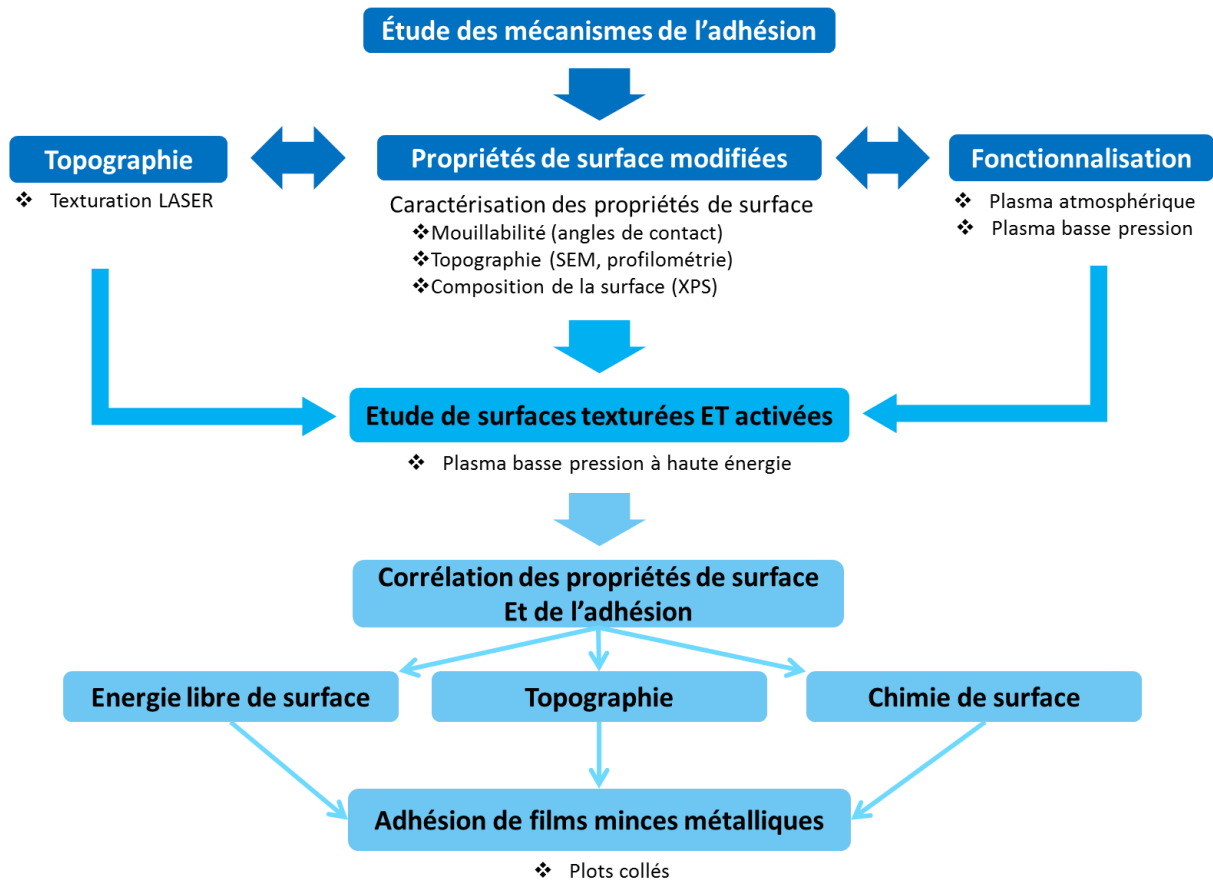 Étude des mécanismes de l’adhésion
Topographie
❖ Texturation LASER
Propriétés de surface modifiées
Caractérisation des propriétés de surface
❖Mouillabilité (angles de contact)
❖Topographie (SEM, profilométrie)
❖Composition de la surface (XPS)
Fonctionnalisation
❖ Plasma atmosphérique
❖ Plasma basse pression
Etude de surfaces texturées ET activées
❖ Plasma basse pression à haute énergie
Corrélation des propriétés de surface
Et de l’adhésion
Energie libre de surface
Topographie
Chimie de surface
Adhésion de films minces métalliques
❖ Plots collés